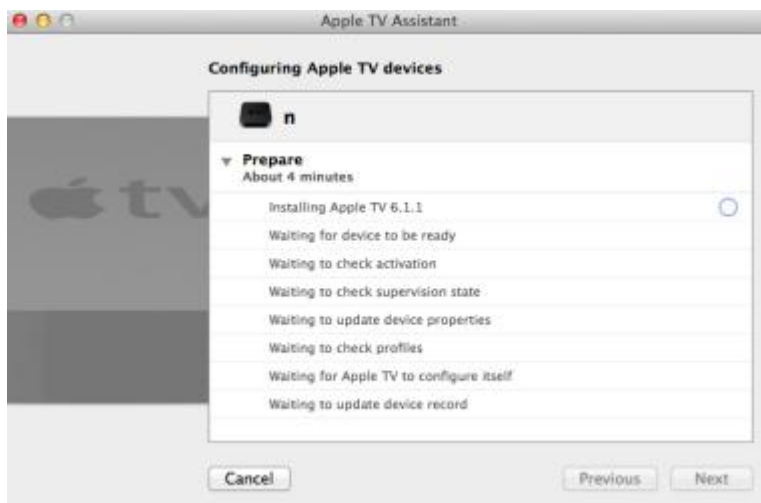 Apple TV Assistant
Configuring Apple TV devices
n
Prepare
About 4 minutes
tv
Installing Apple TV 6.1.1
Waiting for device to be ready
Waiting to check activation
Waiting to check supervision state
Waiting to update device properties
Waiting to check profiles
Waiting for Apple TV to configure itself
Waiting to update device record
Cancel
Previous
Next